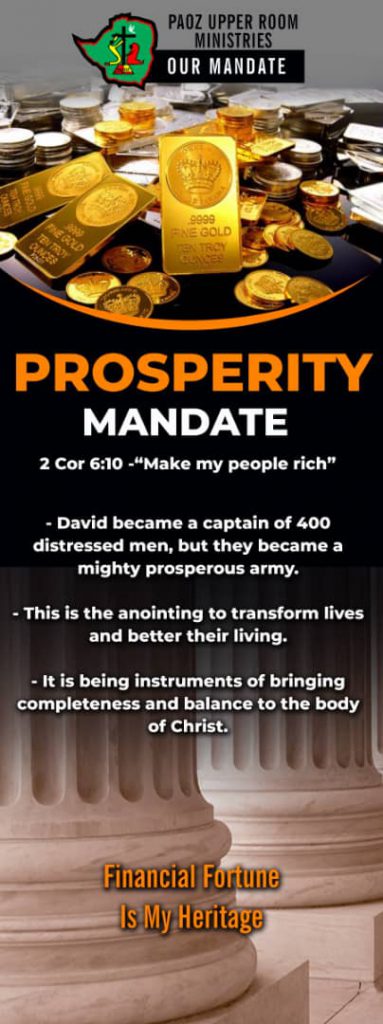 PAOZ UPPER ROOM
MINISTRIES
OUR MANDATE
.9999
FINE GOLD
TEN TROY
OUNCES
.9999
FINE GOLD
PROSPERITY
MANDATE
2 Cor 6:10 -“Make my people rich”
- David became a captain of 400
distressed men, but they became a
mighty prosperous army.
- This is the anointing to transform lives
and better their living.
- It is being instruments of bringing
completeness and balance to the body
of Christ.
Financial Fortune
Is My Heritage